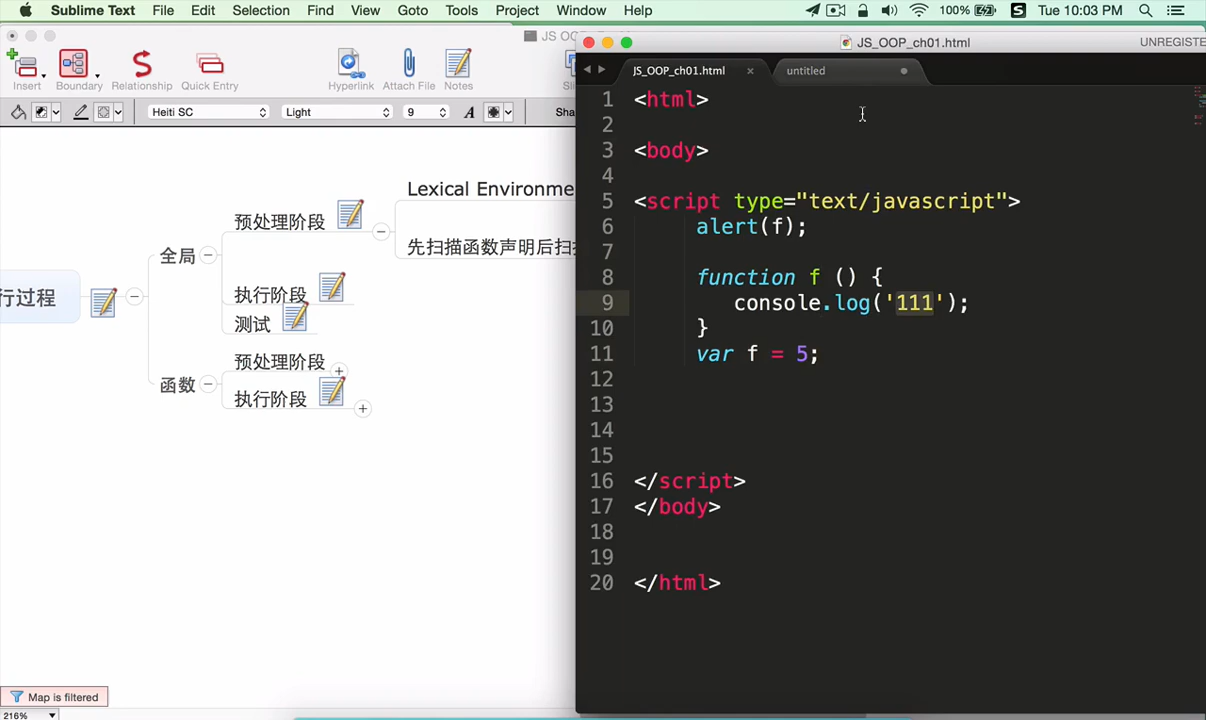 Sublime Text File Edit Selection Find View Goto Tools Project Window Help 100% Tue 10:03 PM
JS OOP
Insert Boundary Relationship Quick Entry Hyperlink Attach File Notes
Heiti SC Light 9 A Sha
Lexical Environme
预处理阶段
先扫描函数声明后扫
全局
执行阶段
行过程
测试
预处理阶段
函数
执行阶段
Map is filtered
216%
JS_OOP_ch01.html UNREGISTE
JS_OOP_ch01.html × untitled
1 <html>
2
3 <body>
4
5 <script type="text/javascript">
6 alert(f);
7
8 function f () {
9 console.log('111');
10 }
11 var f = 5;
12
13
14
15
16 </script>
17 </body>
18
19
20 </html>